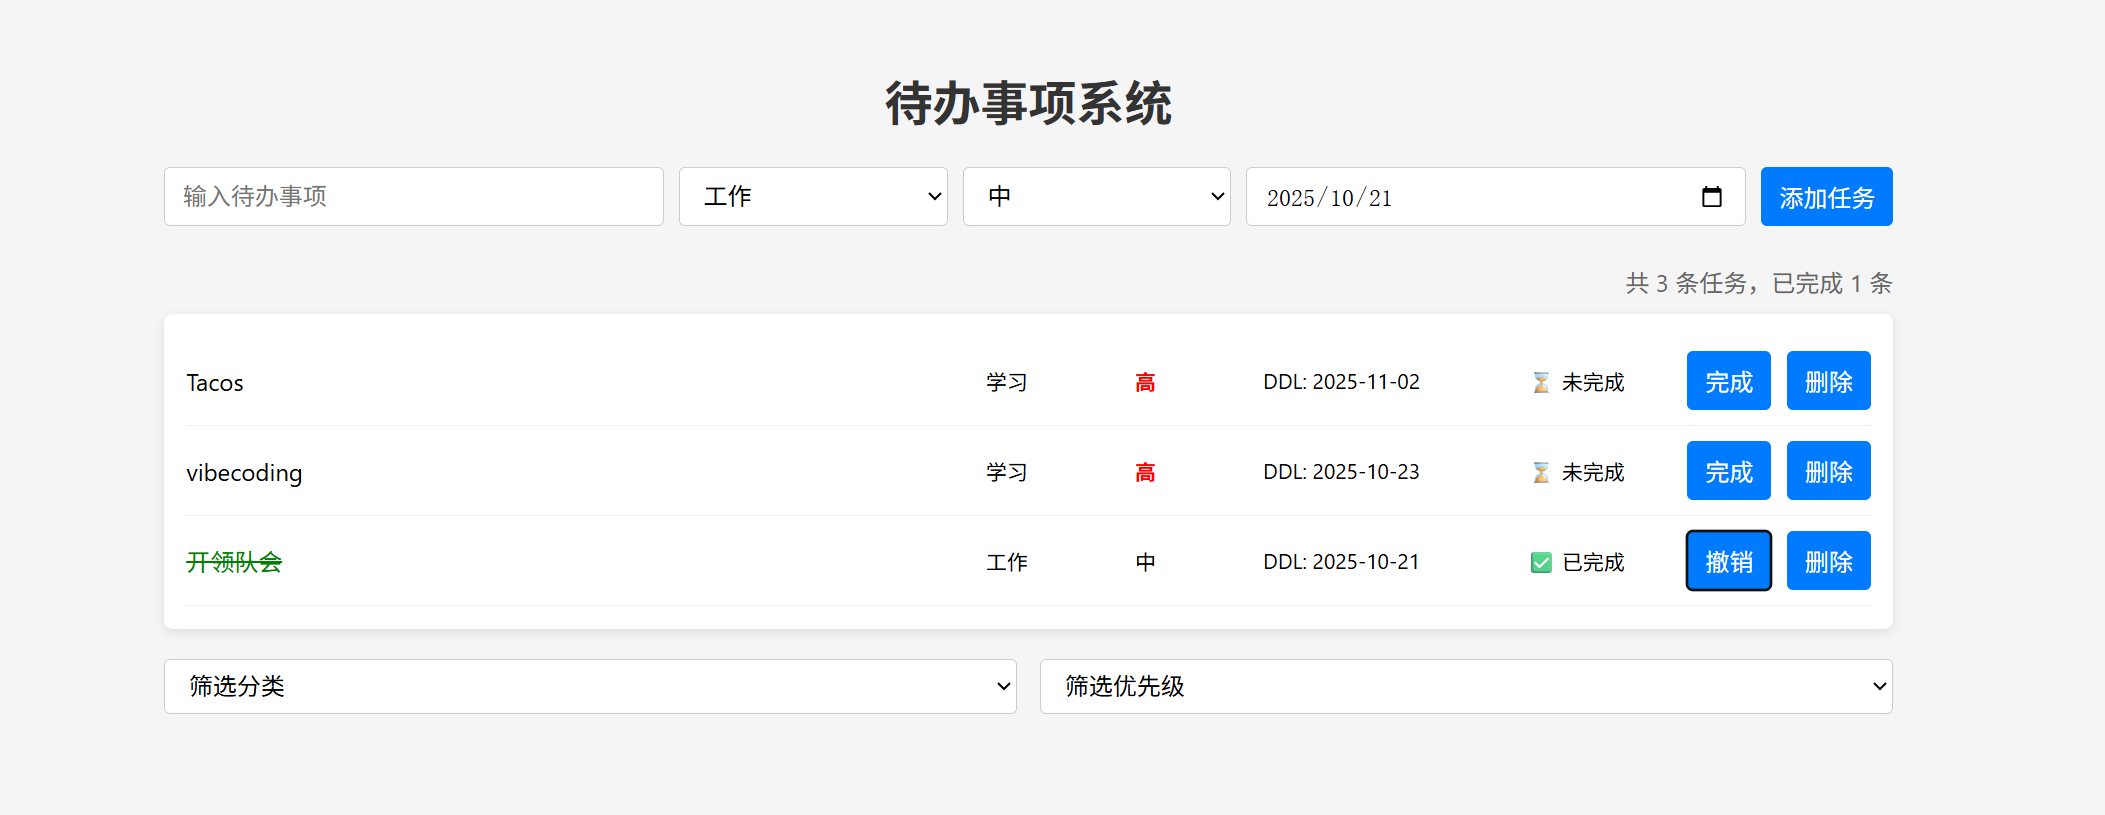 待办事项系统
输入待办事项 工作 中 2025/10/21 添加任务
共 3 条任务，已完成 1 条
Tacos 学习 高 DDL: 2025-11-02 ⏳ 未完成 完成 删除
vibecoding 学习 高 DDL: 2025-10-23 ⏳ 未完成 完成 删除
开领队会 工作 中 DDL: 2025-10-21 ✅ 已完成 撤销 删除
筛选分类 筛选优先级